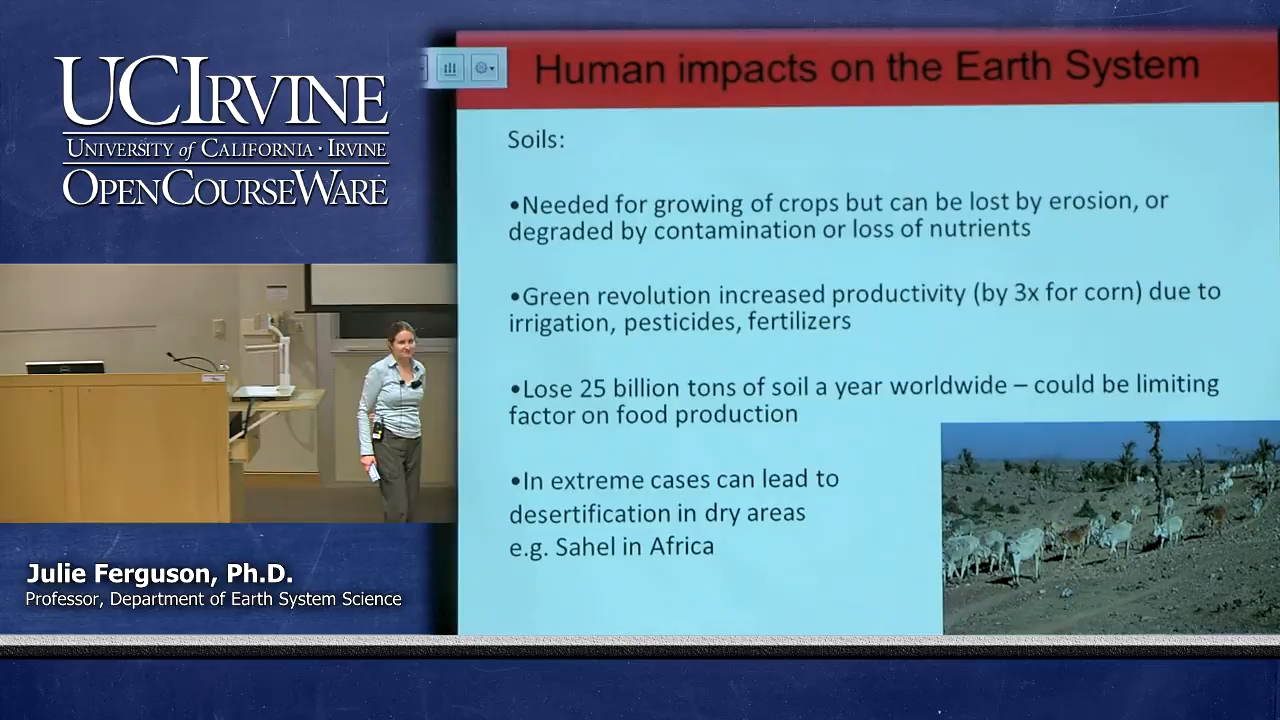 UCIRVINE
UNIVERSITY of CALIFORNIA · IRVINE
OPENCOURSEWARE
Human impacts on the Earth System
Soils:
•Needed for growing of crops but can be lost by erosion, or
degraded by contamination or loss of nutrients
•Green revolution increased productivity (by 3x for corn) due to
irrigation, pesticides, fertilizers
•Lose 25 billion tons of soil a year worldwide – could be limiting
factor on food production
•In extreme cases can lead to
desertification in dry areas
e.g. Sahel in Africa
Julie Ferguson, Ph.D.
Professor, Department of Earth System Science